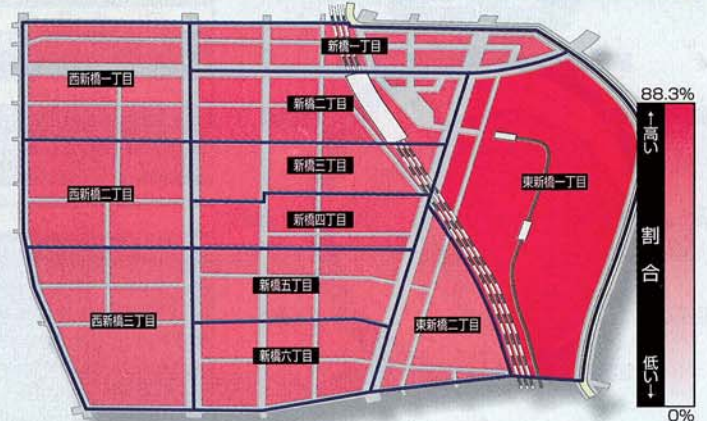 新橋一丁目
西新橋一丁目
新橋二丁目
新橋三丁目
東新橋一丁目
西新橋二丁目
新橋四丁目
新橋五丁目
西新橋三丁目
東新橋二丁目
新橋六丁目
88.3%
↑高い
割合
低い↓
0%